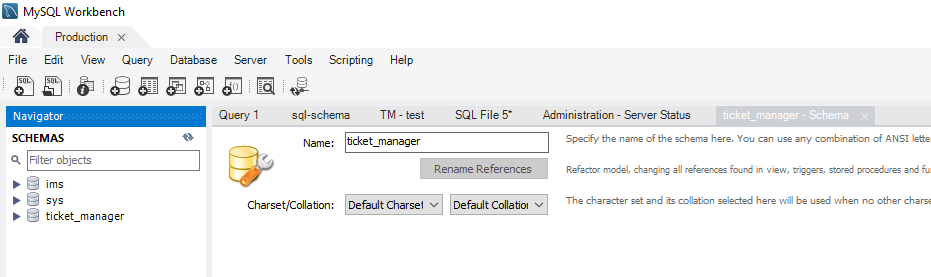 MySQL Workbench
Production ×
File Edit View Query Database Server Tools Scripting Help
Navigator
SCHEMAS
Filter objects
ims
sys
ticket_manager
Query 1 sql-schema TM - test SQL File 5* Administration - Server Status ticket_manager - Schema ×
Name: ticket_manager Specify the name of the schema here. You can use any combination of ANSI lette
Rename References Refactor model, changing all references found in view, triggers, stored procedures and fu
Charset/Collation: Default Charset Default Collation The character set and its collation selected here will be used when no other charse